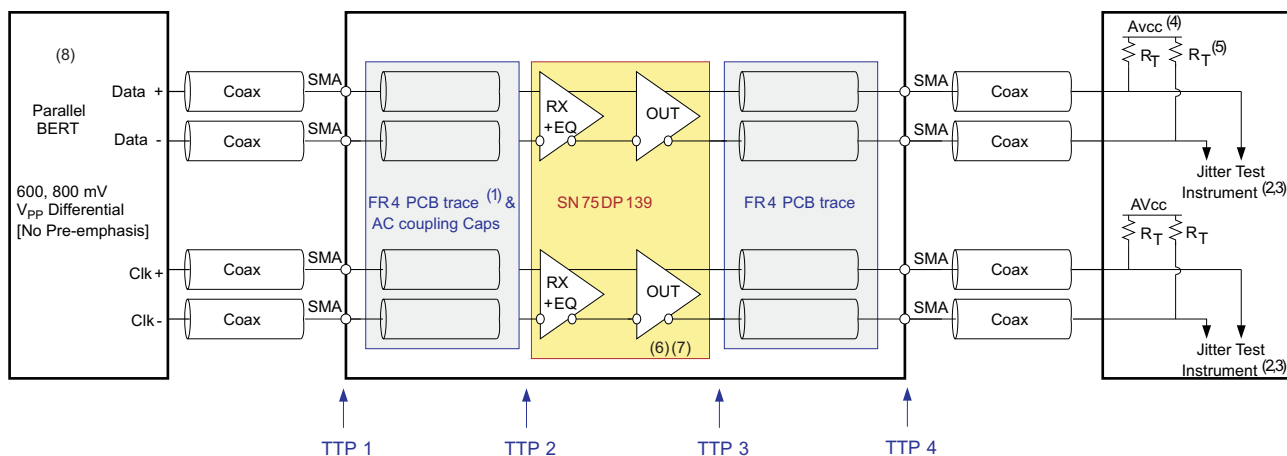 (8)
Parallel
BERT
600, 800 mV
VPP Differential
[No Pre-emphasis]
Data +
Data -
Clk +
Clk -
Coax
Coax
Coax
Coax
SMA
SMA
SMA
SMA
FR4 PCB trace (1) &
AC coupling Caps
RX
+EQ
OUT
SN75DP139
RX
+EQ
OUT
(6)(7)
FR4 PCB trace
SMA
SMA
SMA
SMA
Coax
Coax
Coax
Coax
Avcc (4)
RT
RT (5)
Jitter Test
Instrument (2,3)
AVcc
RT
RT
Jitter Test
Instrument (2,3)
TTP 1
TTP 2
TTP 3
TTP 4